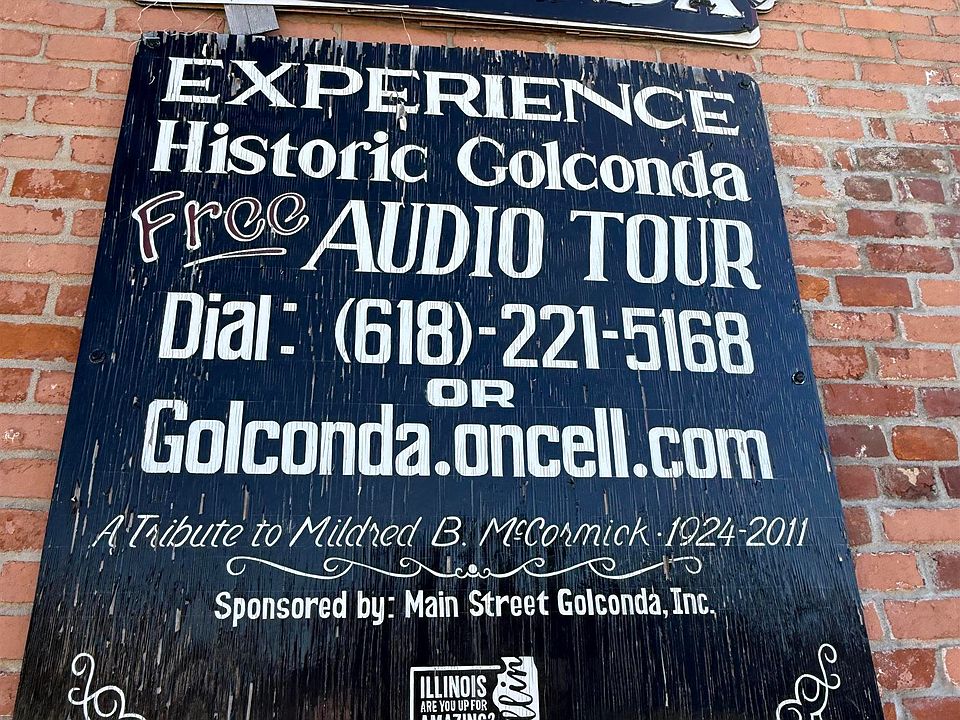 EXPERIENCE
Historic Golconda
Free AUDIO TOUR
Dial: (618)-221-5168
OR
Golconda.oncell.com
A Tribute to Mildred B. McCormick · 1924-2011
Sponsored by: Main Street Golconda, Inc.
ILLINOIS
ARE YOU UP FOR
AMAZING?